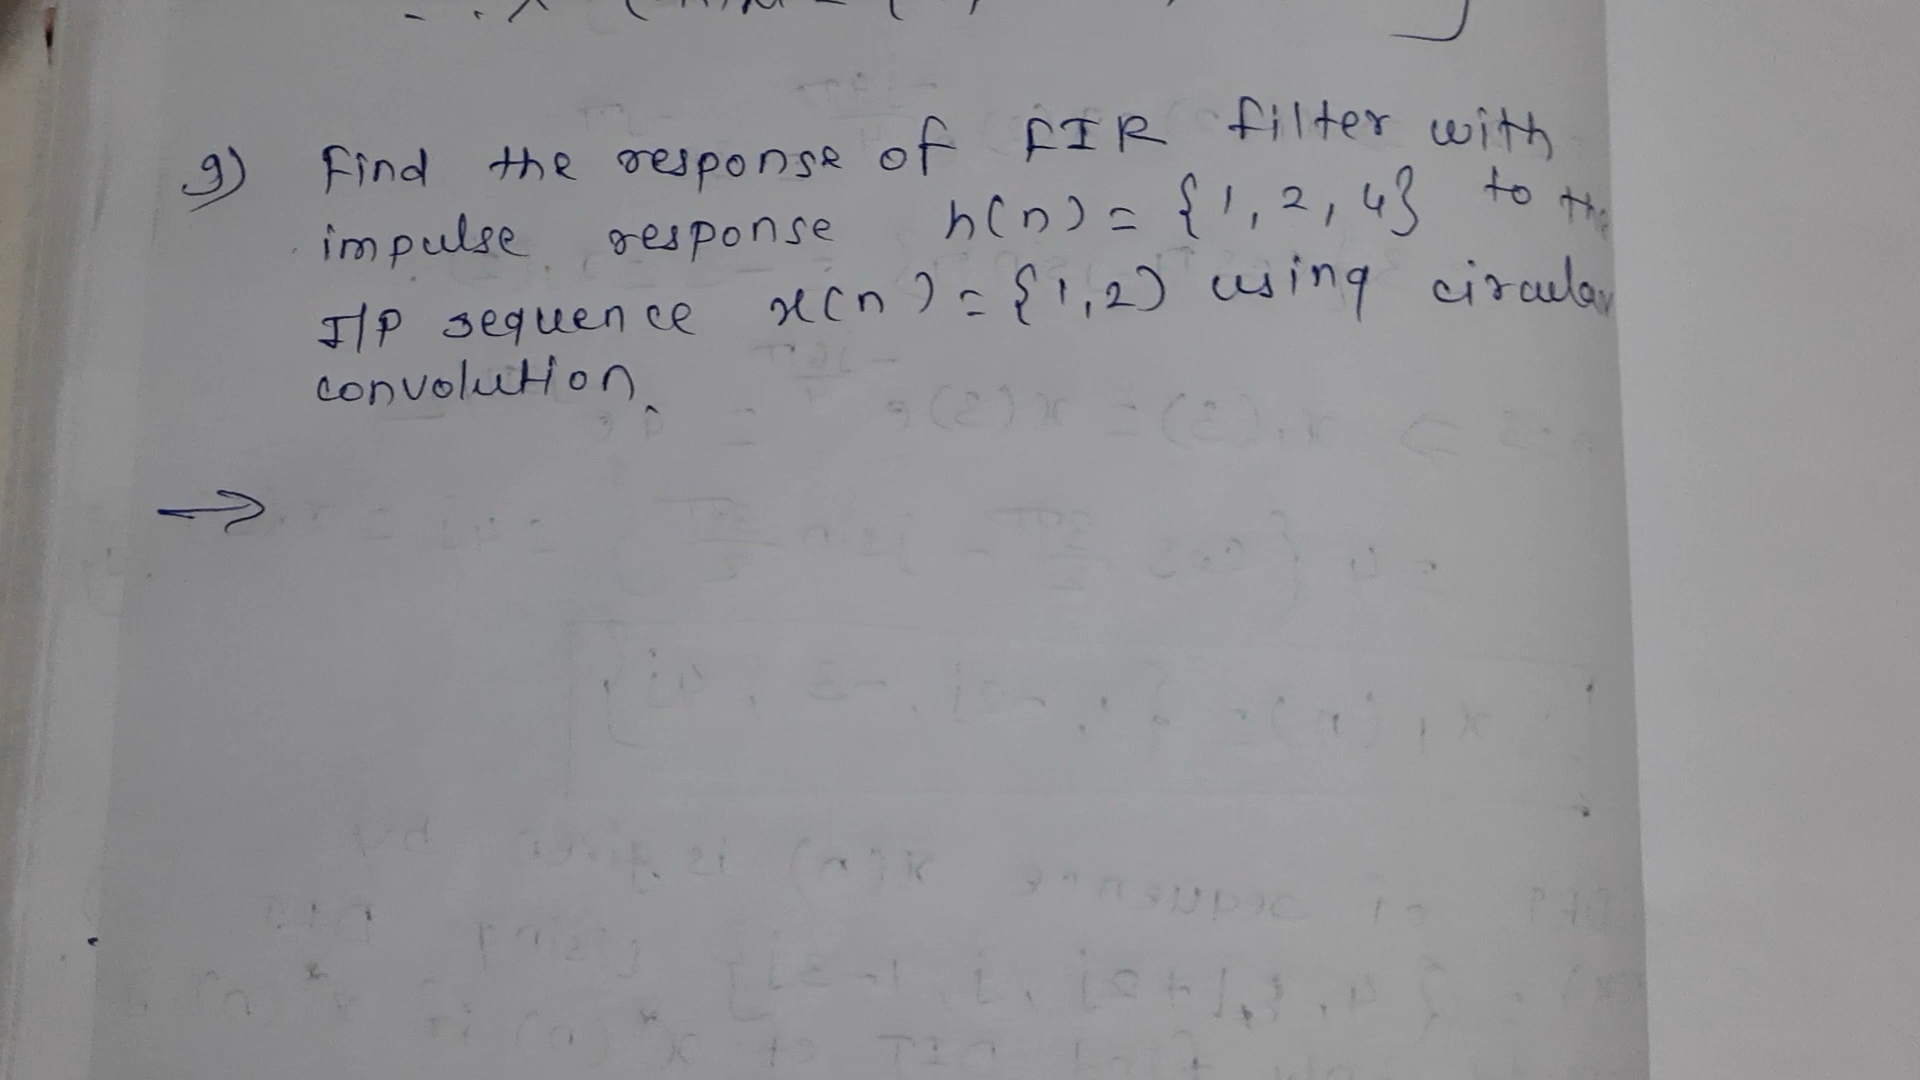 9) Find the response of FIR filter with
impulse response h(n) = {1, 2, 4} to the
I/P sequence x(n) = {1,2) using circular
convolution.
→